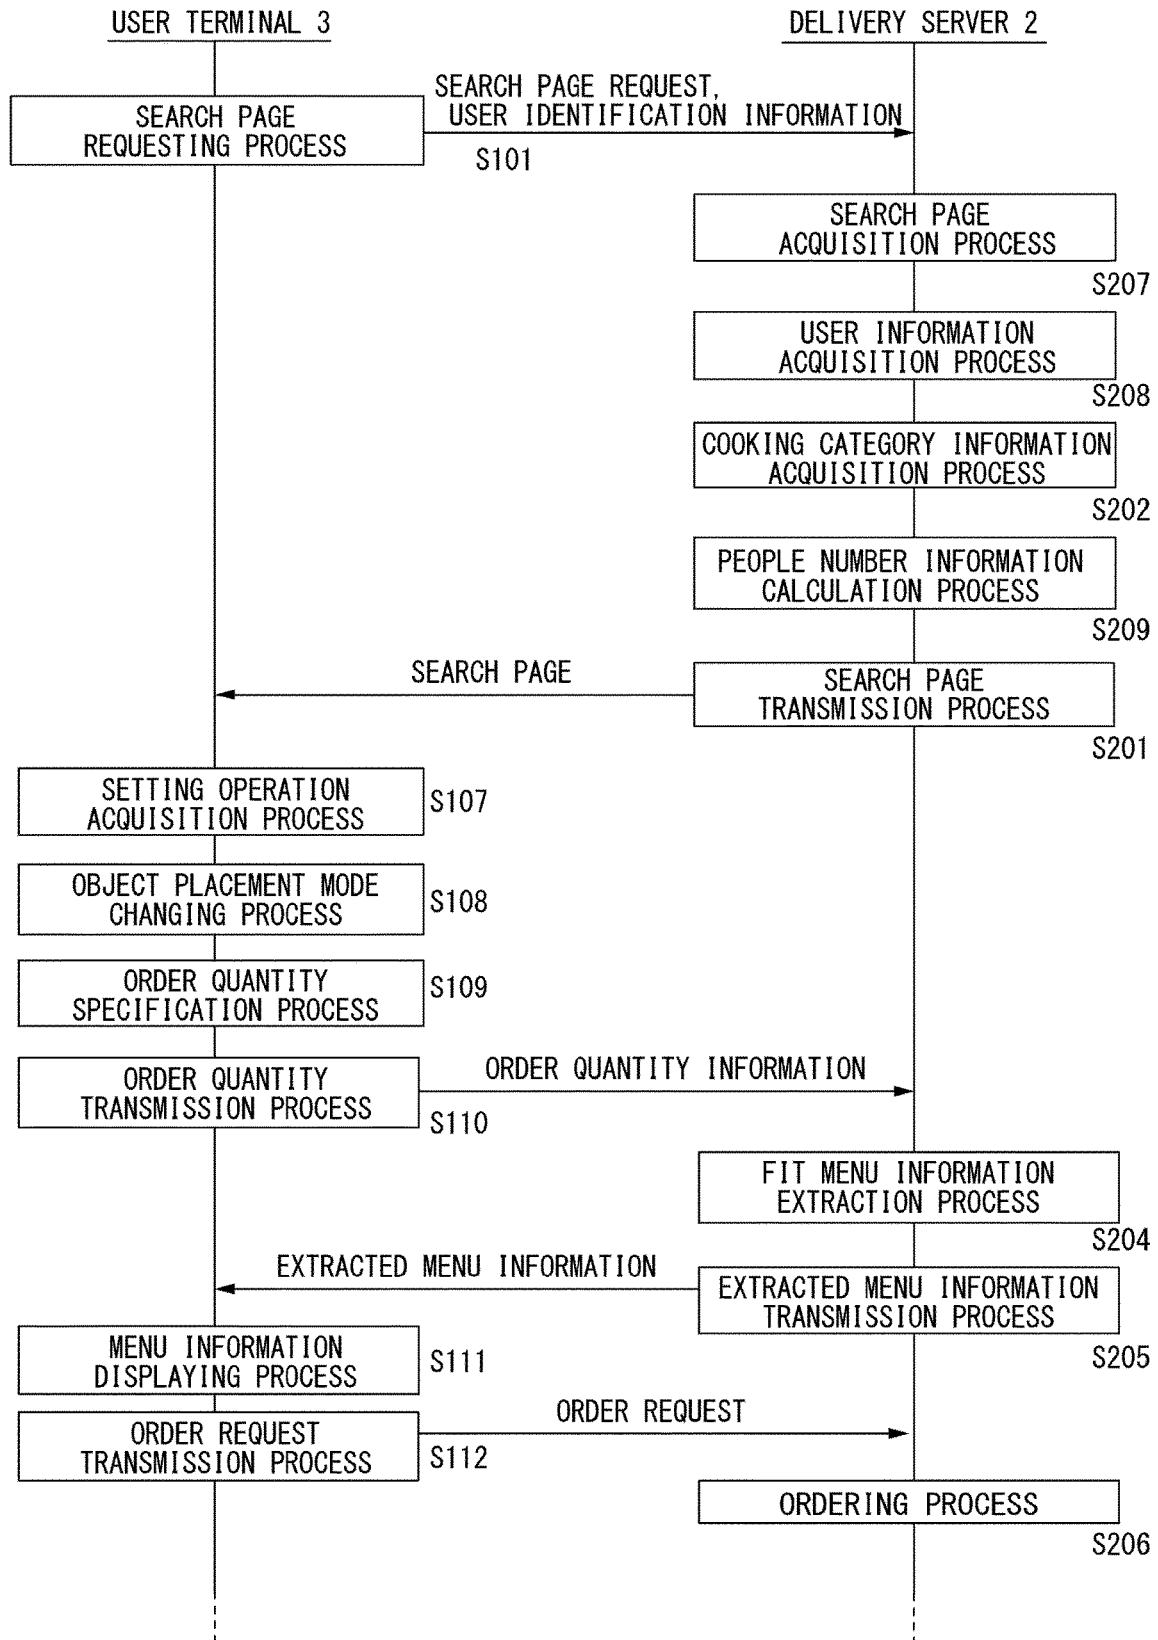 USER TERMINAL 3
DELIVERY SERVER 2
SEARCH PAGE
REQUESTING PROCESS
SEARCH PAGE REQUEST,
USER IDENTIFICATION INFORMATION
S101
SEARCH PAGE
ACQUISITION PROCESS
S207
USER INFORMATION
ACQUISITION PROCESS
S208
COOKING CATEGORY INFORMATION
ACQUISITION PROCESS
S202
PEOPLE NUMBER INFORMATION
CALCULATION PROCESS
S209
SEARCH PAGE
SEARCH PAGE
TRANSMISSION PROCESS
S201
SETTING OPERATION
ACQUISITION PROCESS
S107
OBJECT PLACEMENT MODE
CHANGING PROCESS
S108
ORDER QUANTITY
SPECIFICATION PROCESS
S109
ORDER QUANTITY
TRANSMISSION PROCESS
S110
ORDER QUANTITY INFORMATION
FIT MENU INFORMATION
EXTRACTION PROCESS
S204
EXTRACTED MENU INFORMATION
EXTRACTED MENU INFORMATION
TRANSMISSION PROCESS
S205
MENU INFORMATION
DISPLAYING PROCESS
S111
ORDER REQUEST
TRANSMISSION PROCESS
S112
ORDER REQUEST
ORDERING PROCESS
S206